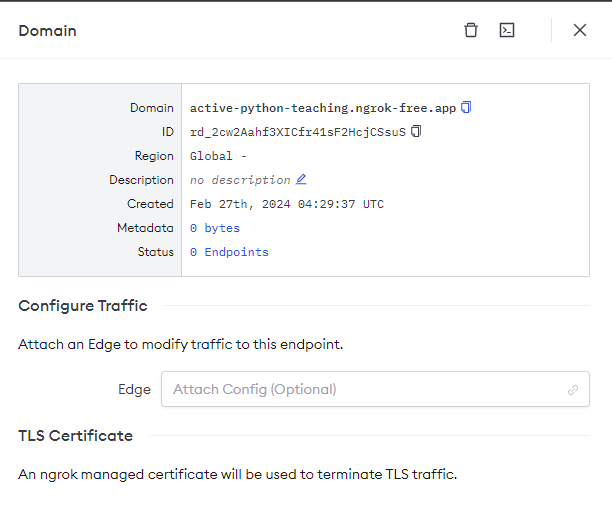 Domain
Domain active-python-teaching.ngrok-free.app
ID rd_2cw2Aahf3XICfr41sF2HcjCSsuS
Region Global -
Description no description
Created Feb 27th, 2024 04:29:37 UTC
Metadata 0 bytes
Status 0 Endpoints
Configure Traffic
Attach an Edge to modify traffic to this endpoint.
Edge Attach Config (Optional)
TLS Certificate
An ngrok managed certificate will be used to terminate TLS traffic.